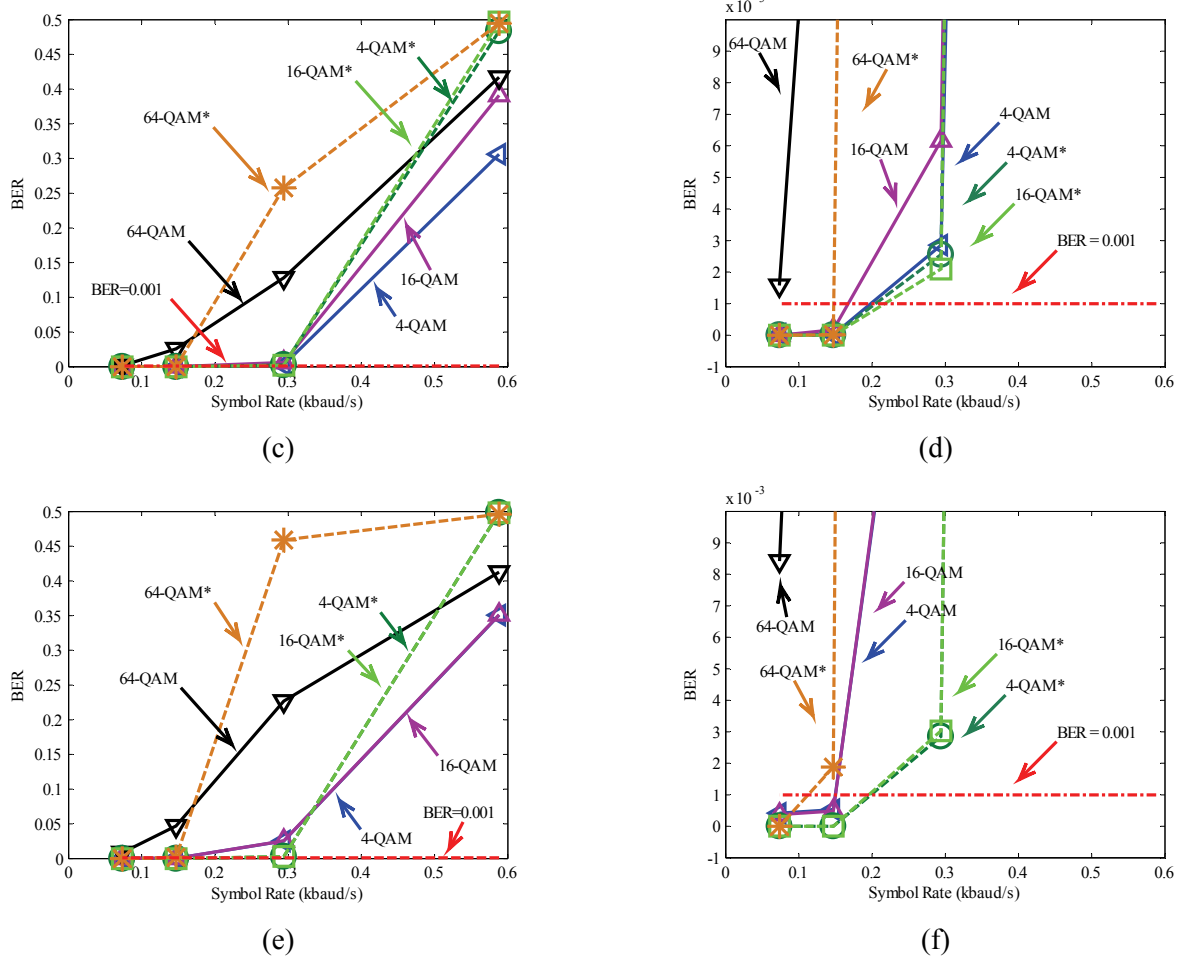 0.5
0.45
0.4
0.35
0.3
0.25
0.2
0.15
0.1
0.05
0
BER
4-QAM*
16-QAM*
64-QAM*
64-QAM
BER=0.001
16-QAM
4-QAM
0 0.1 0.2 0.3 0.4 0.5 0.6
Symbol Rate (kbaud/s)
(c)
9
8
7
6
5
4
3
2
1
0
-1
BER
64-QAM
64-QAM*
16-QAM
4-QAM
4-QAM*
16-QAM*
BER = 0.001
0 0.1 0.2 0.3 0.4 0.5 0.6
Symbol Rate (kbaud/s)
(d)
0.5
0.45
0.4
0.35
0.3
0.25
0.2
0.15
0.1
0.05
0
BER
64-QAM*
4-QAM*
16-QAM*
64-QAM
16-QAM
BER=0.001
4-QAM
0 0.1 0.2 0.3 0.4 0.5 0.6
Symbol Rate (kbaud/s)
(e)
x 10 -3
9
8
7
6
5
4
3
2
1
0
-1
BER
64-QAM
16-QAM
4-QAM
64-QAM*
16-QAM*
4-QAM*
BER = 0.001
0 0.1 0.2 0.3 0.4 0.5 0.6
Symbol Rate (kbaud/s)
(f)